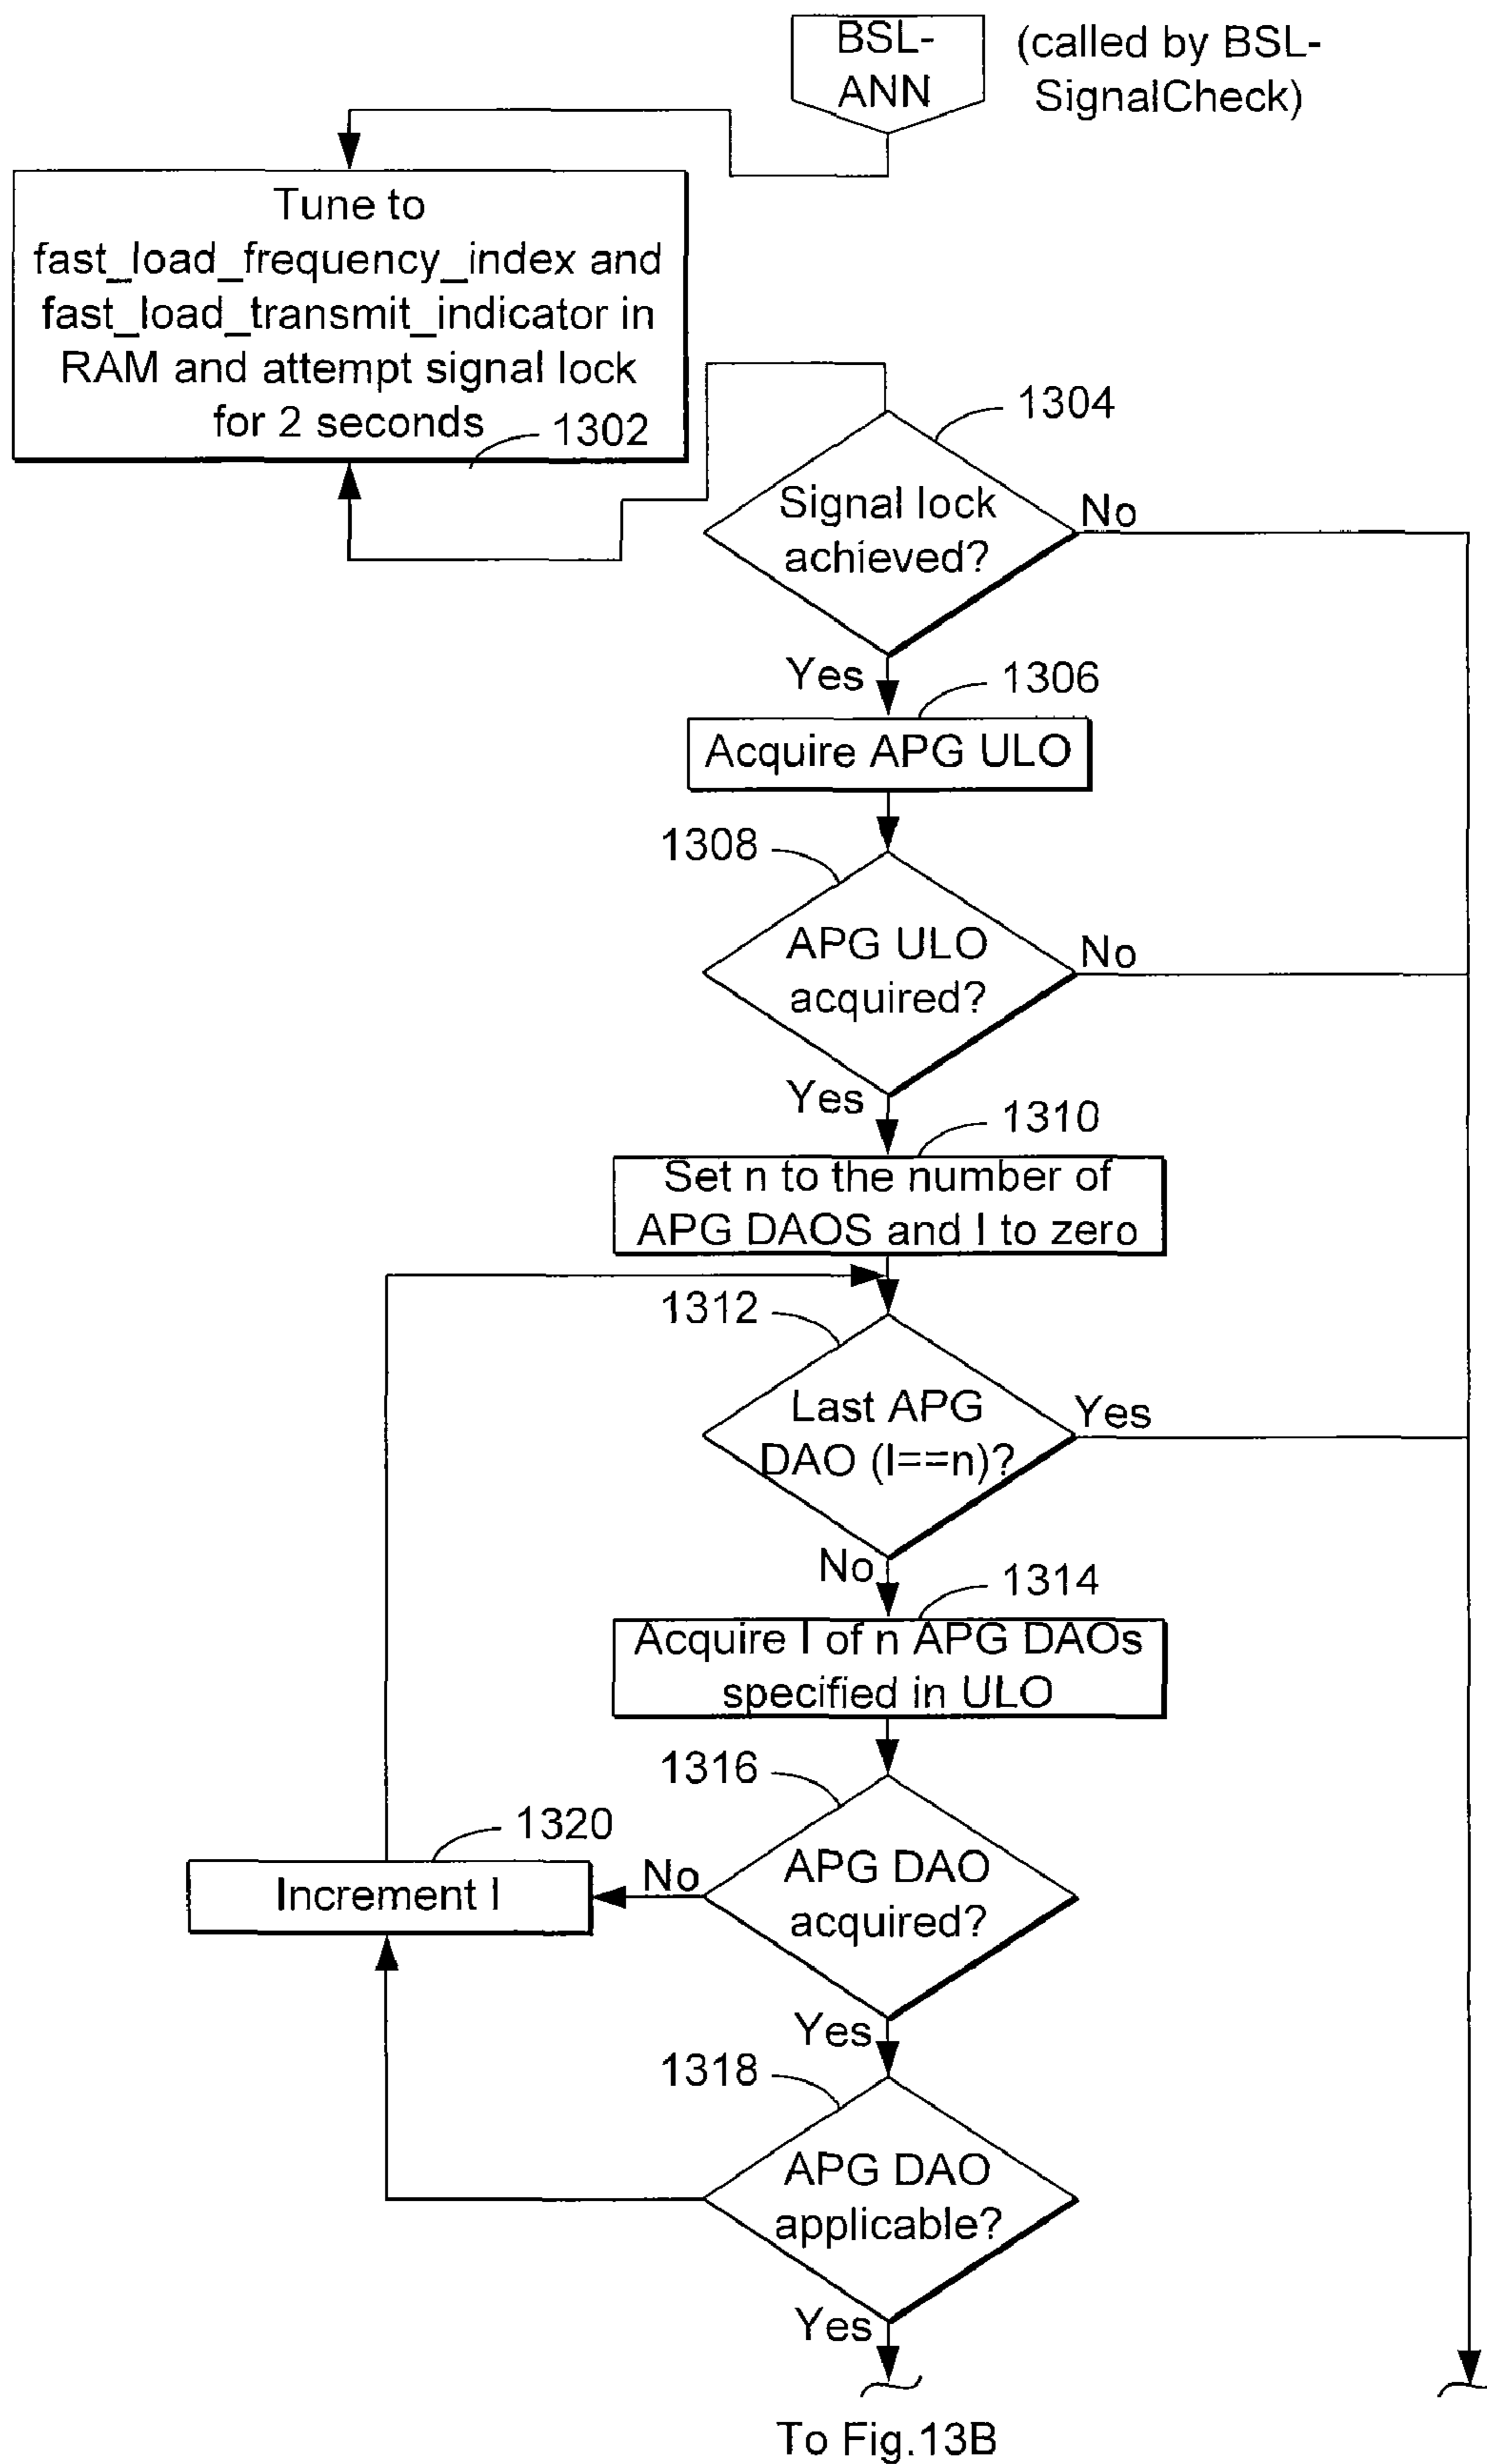 BSL-
ANN
(called by BSL-
SignalCheck)
Tune to
fast_load_frequency_index and
fast_load_transmit_indicator in
RAM and attempt signal lock
for 2 seconds
1302
1304
Signal lock
achieved?
No
Yes
1306
Acquire APG ULO
1308
APG ULO
acquired?
No
Yes
1310
Set n to the number of
APG DAOS and I to zero
1312
Last APG
DAO (I==n)?
Yes
No
1314
Acquire I of n APG DAOs
specified in ULO
1316
1320
Increment I
No
APG DAO
acquired?
Yes
1318
APG DAO
applicable?
Yes
To Fig.13B